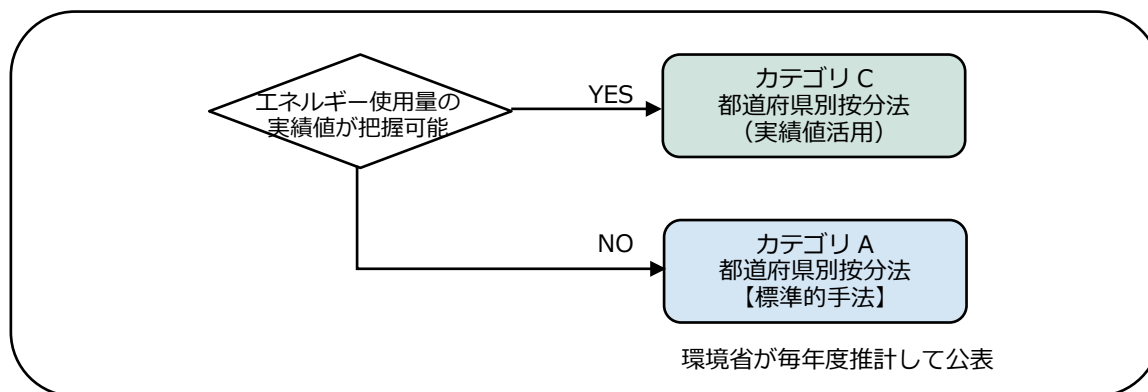 エネルギー使用量の
実績値が把握可能
YES
カテゴリ C
都道府県別按分法
（実績値活用）
NO
カテゴリ A
都道府県別按分法
【標準的手法】
環境省が毎年度推計して公表